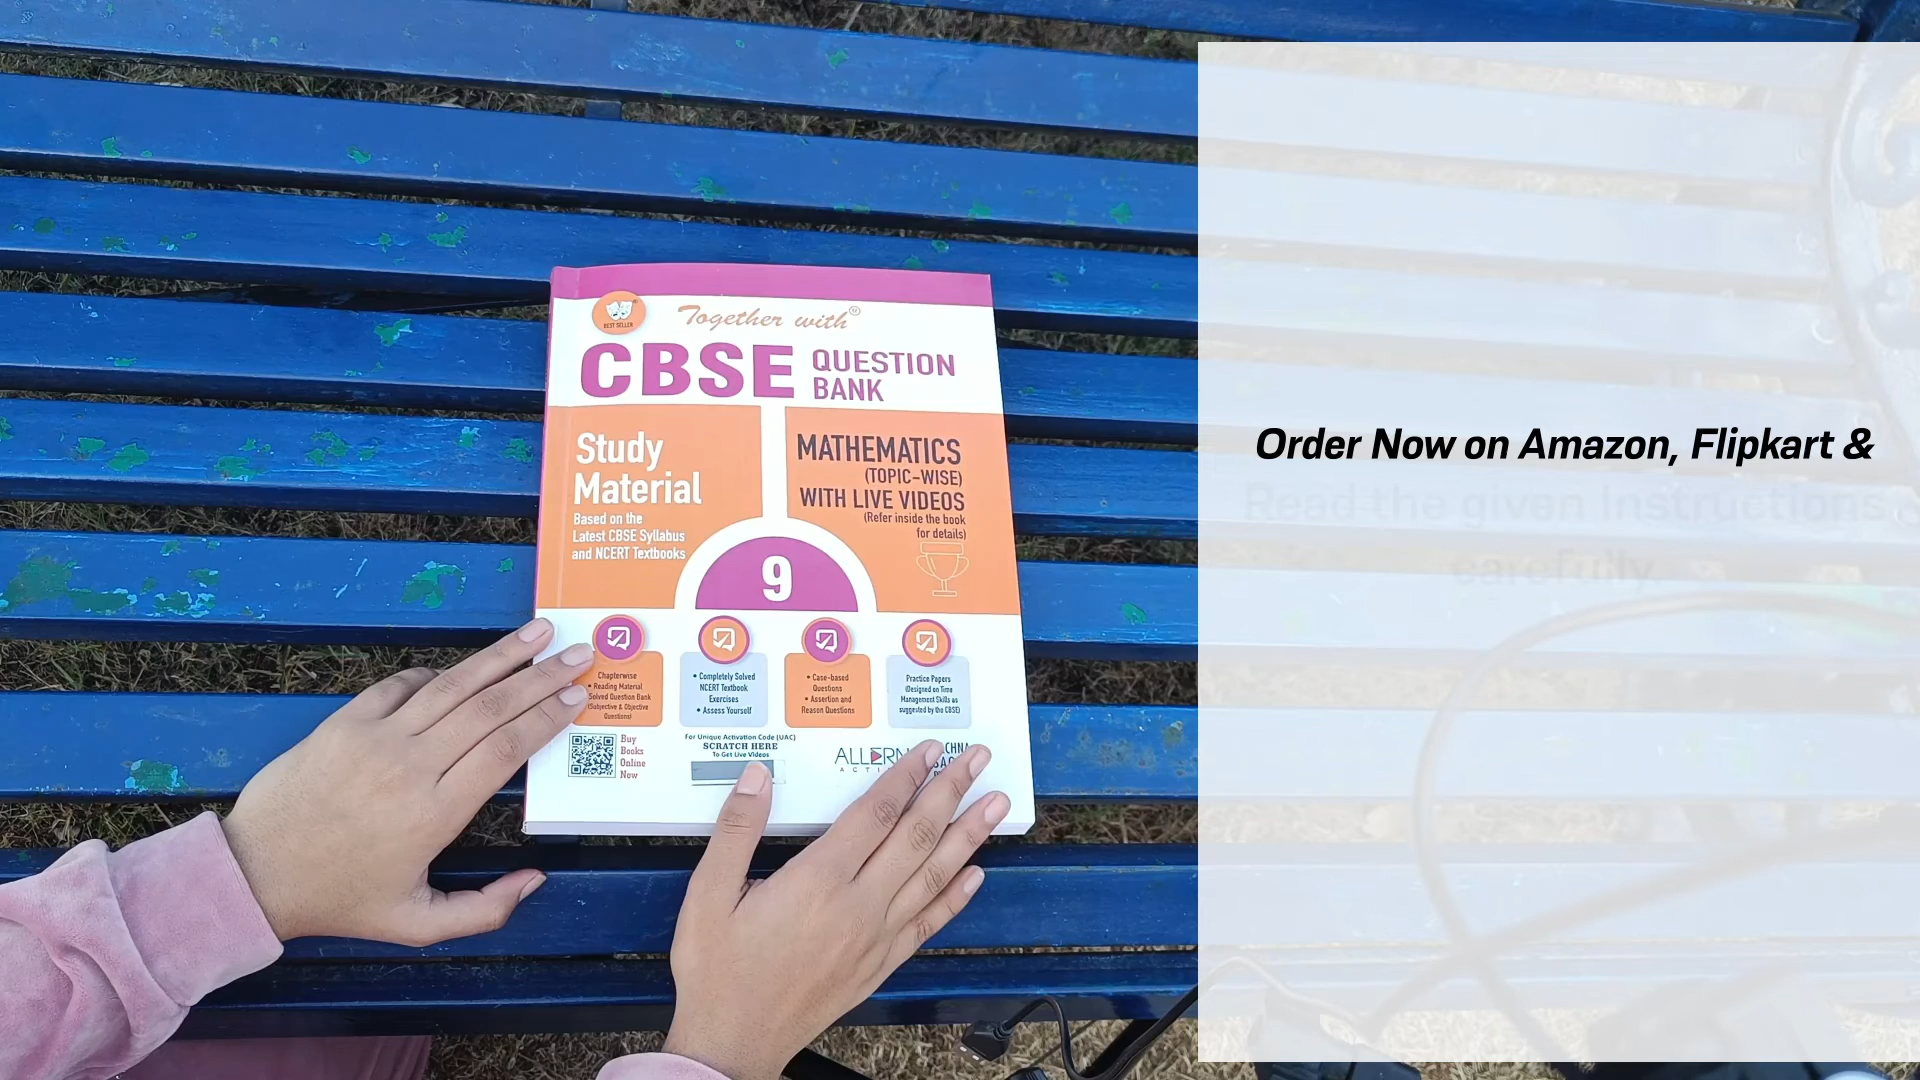 BEST SELLER
Together with®
CBSE QUESTION
BANK
Study
Material
Based on the
Latest CBSE Syllabus
and NCERT Textbooks
MATHEMATICS
(TOPIC-WISE)
WITH LIVE VIDEOS
(Refer inside the book
for details)
9
Chapterwise
• Reading Material
Solved Question Bank
(Subjective & Objective
Questions)
• Completely Solved
NCERT Textbook
Exercises
• Assess Yourself
• Case-based
Questions
• Assertion and
Reason Questions
Practice Papers
(Designed on Time
Management Skills as
suggested by the CBSE)
Buy
Books
Online
Now
For Unique Activation Code (UAC)
SCRATCH HERE
To Get Live Videos
Order Now on Amazon, Flipkart &
Read the given instructions
carefully